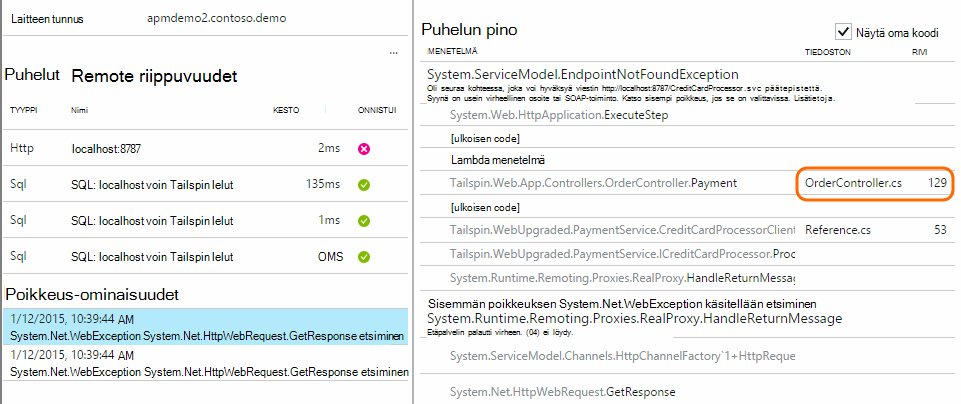 Laitteen tunnus apmdemo2.contoso.demo
...
Puhelut Remote riippuvuudet
TYYPPI Nimi KESTO ONNISTUI
Http localhost:8787 2ms
Sql SQL: localhost voin Tailspin lelut 135ms
Sql SQL: localhost voin Tailspin lelut 1ms
Sql SQL: localhost voin Tailspin lelut OMS
Poikkeus-ominaisuudet
1/12/2015, 10:39:44 AM
System.Net.WebException System.Net.HttpWebRequest.GetResponse etsiminen
1/12/2015, 10:39:44 AM
System.Net.WebException System.Net.HttpWebRequest.GetResponse etsiminen
Puhelun pino Näytä oma koodi
MENETELMÄ TIEDOSTON RIVI
System.ServiceModel.EndpointNotFoundException
Oli seuraa kohteessa, joka voi hyväksyä viestin http://localhost:8787/CreditCardProcessor.svc päätepistettä.
Syynä on usein virheellinen osoite tai SOAP-toiminto. Katso sisempi poikkeus, jos se on valittavissa. Lisätietoja.
System.Web.HttpApplication.ExecuteStep
[ulkoisen code]
Lambda menetelmä
Tailspin.Web.App.Controllers.OrderController.Payment OrderController.cs 129
[ulkoisen code]
Tailspin.WebUpgraded.PaymentService.CreditCardProcessorClient Reference.cs 53
Tailspin.WebUpgraded.PaymentService.ICreditCardProcessor.Proc
System.Runtime.Remoting.Proxies.RealProxy.HandleReturnMessag
Sisemmän poikkeuksen System.Net.WebException käsitellään etsiminen
System.Runtime.Remoting.Proxies.RealProxy.HandleReturnMessage
Etäpalvelin palautti virheen. (04) ei löydy.
System.ServiceModel.Channels.HttpChannelFactory`1+HttpReque
System.Net.HttpWebRequest.GetResponse